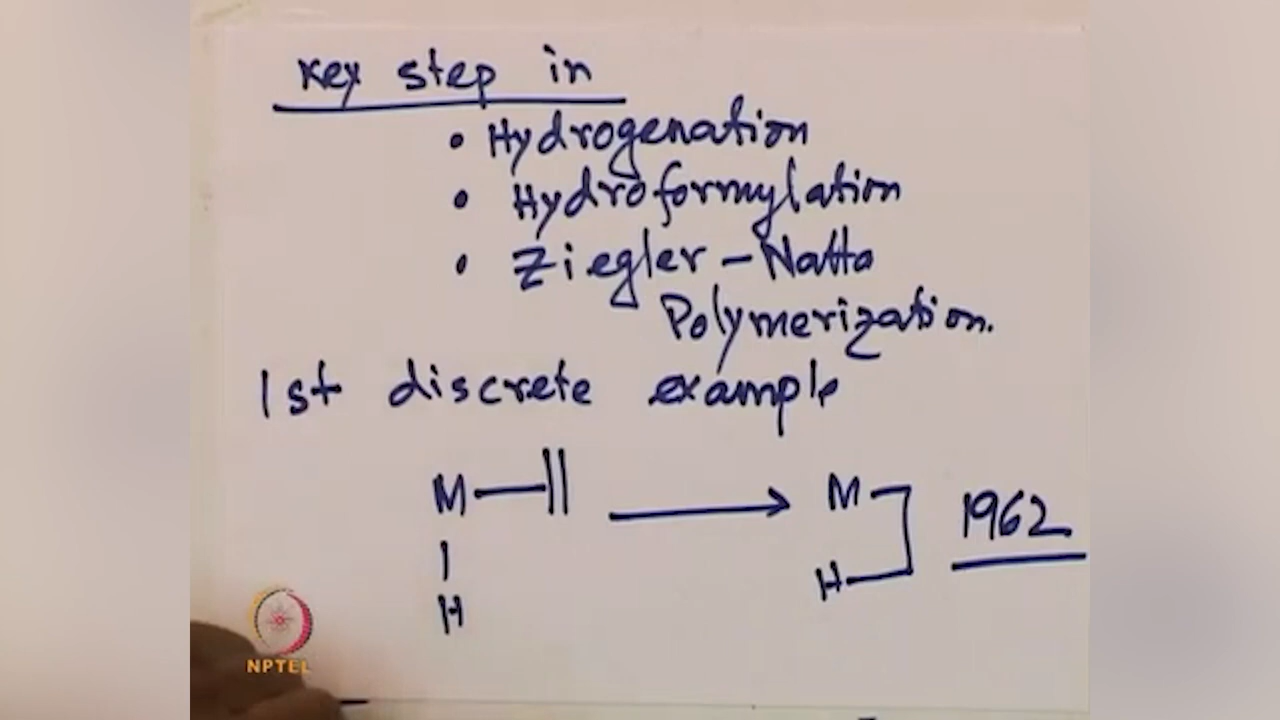 Key step in
• Hydrogenation
• Hydroformylation
• Ziegler - Natta
Polymerization.
1st discrete example
M
M
1962
H
H
NPTEL